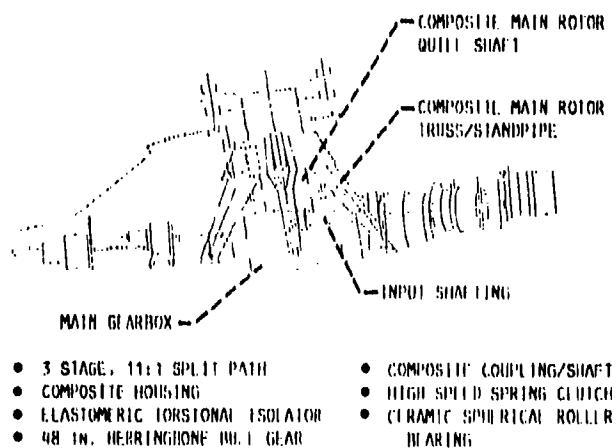 COMPOSITE MAIN ROTOR
QUILL SHAFT
COMPOSITE MAIN ROTOR
TRUSS/STANDPIPE
INPUT SHAFTING
MAIN GEARBOX
• 3 STAGE, 11:1 SPLIT PATH
• COMPOSITE HOUSING
• ELASTOMERIC TORSIONAL ISOLATOR
• 48 IN. HERRINGBONE BULL GEAR
• COMPOSITE COUPLING/SHAFT
• HIGH SPEED SPRING CLUTCH
• CERAMIC SPHERICAL ROLLER
BEARING